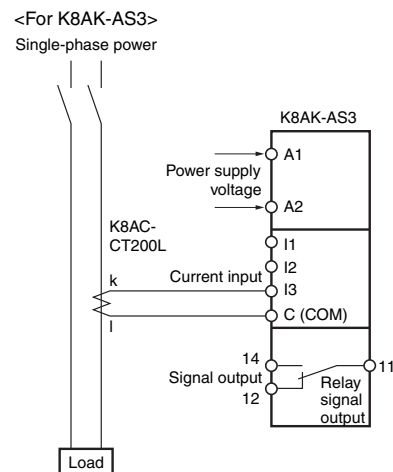 <For K8AK-AS3>
Single-phase power
K8AK-AS3
A1
Power supply
voltage
A2
K8AC-
CT200L
I1
I2
k
Current input
I3
C (COM)
l
14
11
Signal output
12
Relay
signal
output
Load